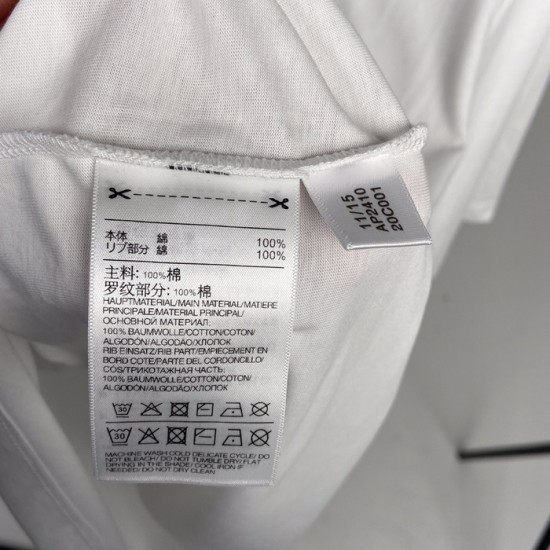 本体 綿 100%
リブ部分 綿 100%
主料: 100%棉
罗纹部分: 100%棉
HAUPTMATERIAL/MAIN MATERIAL/MATIERE
PRINCIPALE/MATERIAL PRINCIPAL/
ОСНОВНОЙ МАТЕРИАЛ:
100% BAUMWOLLE/COTTON/COTON/
ALGODÓN/ALGODÃO/ХЛОПОК
RIB EINSATZ/RIB PART/EMPIECEMENT EN
BORD COTE/PARTE DEL CORDONCILLO/
CÓS/ТРИКОТАЖНАЯ ЧАСТЬ:
100% BAUMWOLLE/COTTON/COTON/
ALGODÓN/ALGODÃO/ХЛОПОК
30
30
MACHINE WASH COLD DELICATE CYCLE/ DO
NOT BLEACH/ DO NOT TUMBLE DRY/ FLAT
DRYING IN THE SHADE/ COOL IRON IF
NEEDED/ DO NOT DRY CLEAN
11/15
AP2410
20C001